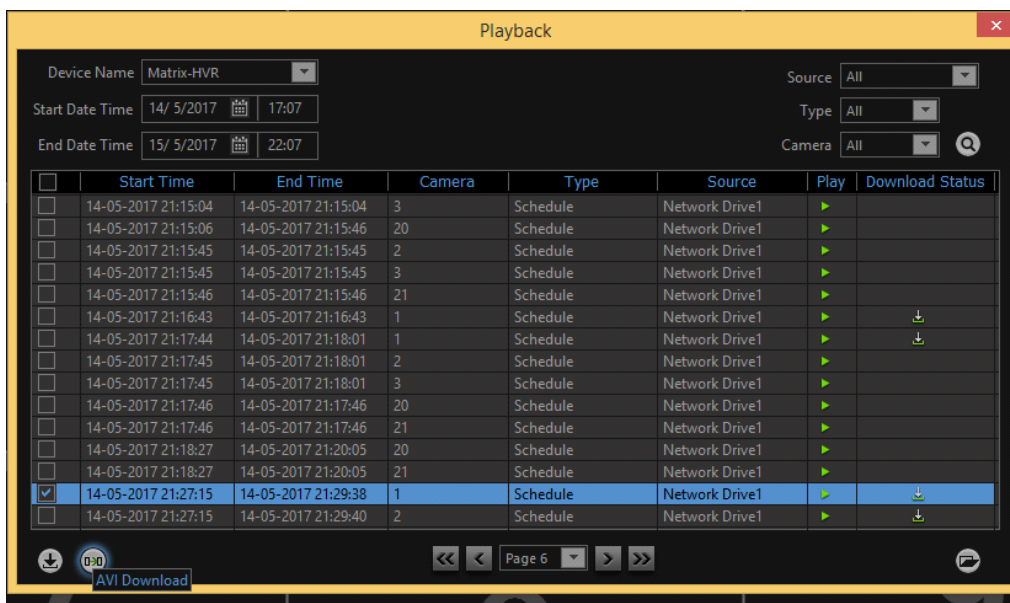 Playback
Device Name Matrix-HVR Source All
Start Date Time 14/ 5/2017 17:07 Type All
End Date Time 15/ 5/2017 22:07 Camera All
Start Time End Time Camera Type Source Play Download Status
14-05-2017 21:15:04 14-05-2017 21:15:04 3 Schedule Network Drive1
14-05-2017 21:15:06 14-05-2017 21:15:46 20 Schedule Network Drive1
14-05-2017 21:15:45 14-05-2017 21:15:45 2 Schedule Network Drive1
14-05-2017 21:15:45 14-05-2017 21:15:45 3 Schedule Network Drive1
14-05-2017 21:15:46 14-05-2017 21:15:46 21 Schedule Network Drive1
14-05-2017 21:16:43 14-05-2017 21:16:43 1 Schedule Network Drive1
14-05-2017 21:17:44 14-05-2017 21:18:01 1 Schedule Network Drive1
14-05-2017 21:17:45 14-05-2017 21:18:01 2 Schedule Network Drive1
14-05-2017 21:17:45 14-05-2017 21:18:01 3 Schedule Network Drive1
14-05-2017 21:17:46 14-05-2017 21:17:46 20 Schedule Network Drive1
14-05-2017 21:17:46 14-05-2017 21:17:46 21 Schedule Network Drive1
14-05-2017 21:18:27 14-05-2017 21:20:05 20 Schedule Network Drive1
14-05-2017 21:18:27 14-05-2017 21:20:05 21 Schedule Network Drive1
14-05-2017 21:27:15 14-05-2017 21:29:38 1 Schedule Network Drive1
14-05-2017 21:27:15 14-05-2017 21:29:40 2 Schedule Network Drive1
Page 6
AVI Download